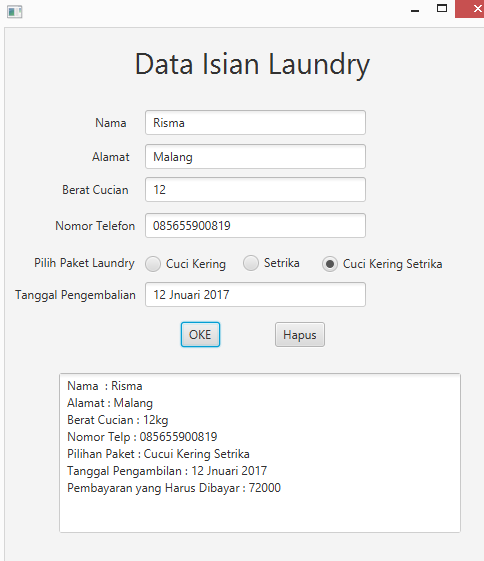 Data Isian Laundry
Nama Risma
Alamat Malang
Berat Cucian 12
Nomor Telefon 085655900819
Pilih Paket Laundry Cuci Kering Setrika Cuci Kering Setrika
Tanggal Pengembalian 12 Jnuari 2017
OKE Hapus
Nama : Risma
Alamat : Malang
Berat Cucian : 12kg
Nomor Telp : 085655900819
Pilihan Paket : Cucui Kering Setrika
Tanggal Pengambilan : 12 Jnuari 2017
Pembayaran yang Harus Dibayar : 72000